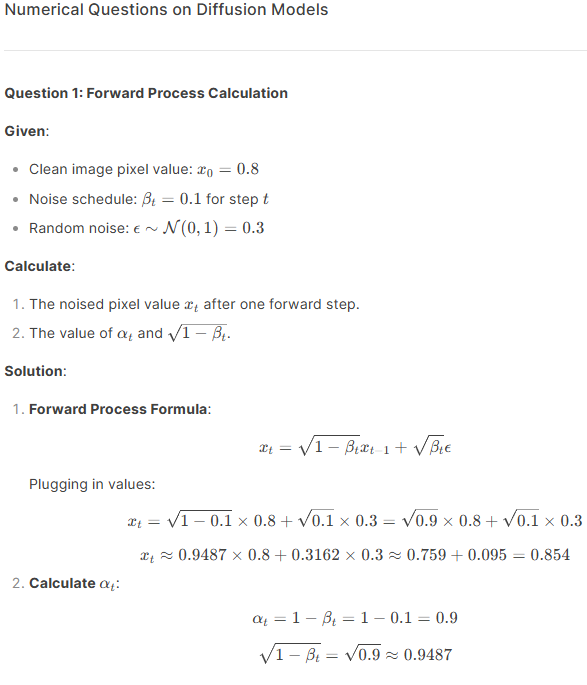 Numerical Questions on Diffusion Models
Question 1: Forward Process Calculation
Given:
• Clean image pixel value: x₀ = 0.8
• Noise schedule: βₜ = 0.1 for step t
• Random noise: ϵ ∼ 𝒩(0, 1) = 0.3
Calculate:
1. The noised pixel value xₜ after one forward step.
2. The value of αₜ and √(1 − βₜ).
Solution:
1. Forward Process Formula:
xₜ = √(1 − βₜ)xₜ₋₁ + √βₜϵ
Plugging in values:
xₜ = √(1 − 0.1) × 0.8 + √0.1 × 0.3 = √0.9 × 0.8 + √0.1 × 0.3
xₜ ≈ 0.9487 × 0.8 + 0.3162 × 0.3 ≈ 0.759 + 0.095 = 0.854
2. Calculate αₜ:
αₜ = 1 − βₜ = 1 − 0.1 = 0.9
√(1 − βₜ) = √0.9 ≈ 0.9487